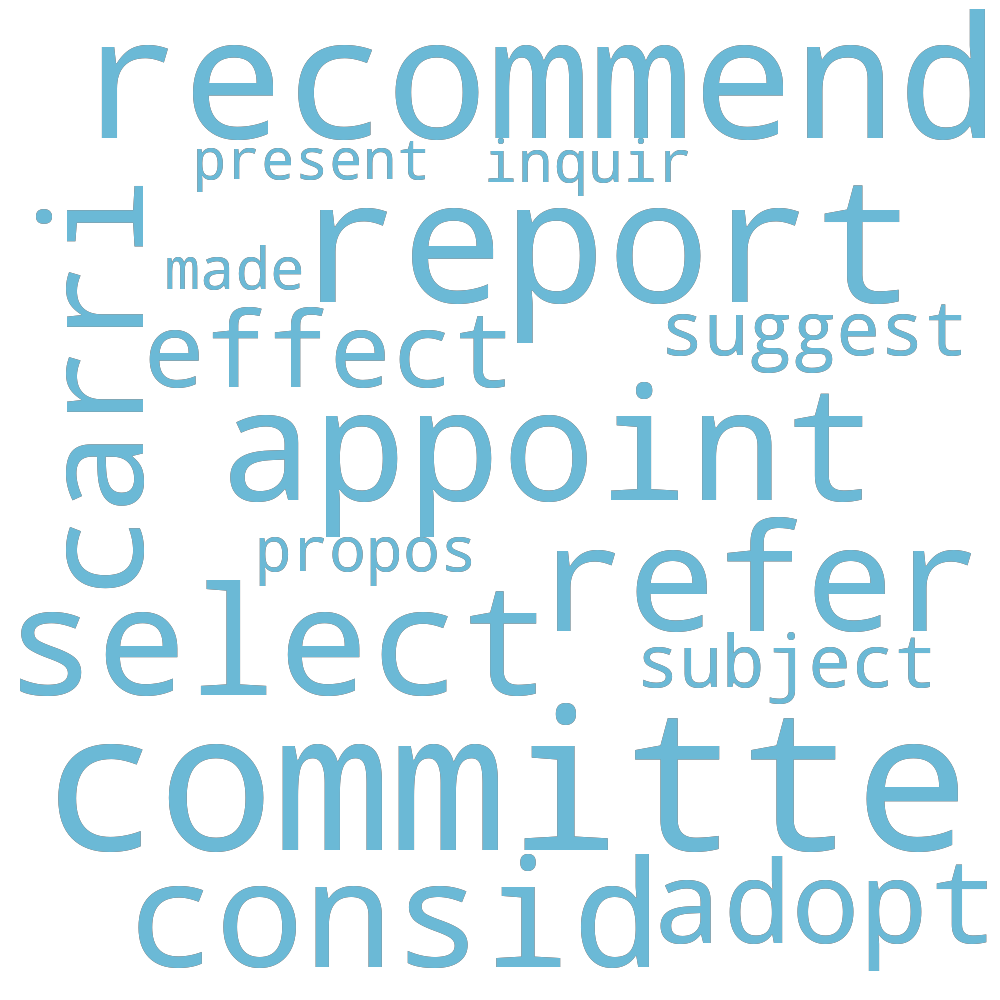 recommend
present inquir
carri
report
made
effect
suggest
appoint
propos
refer
select
subject
committe
consid
adopt